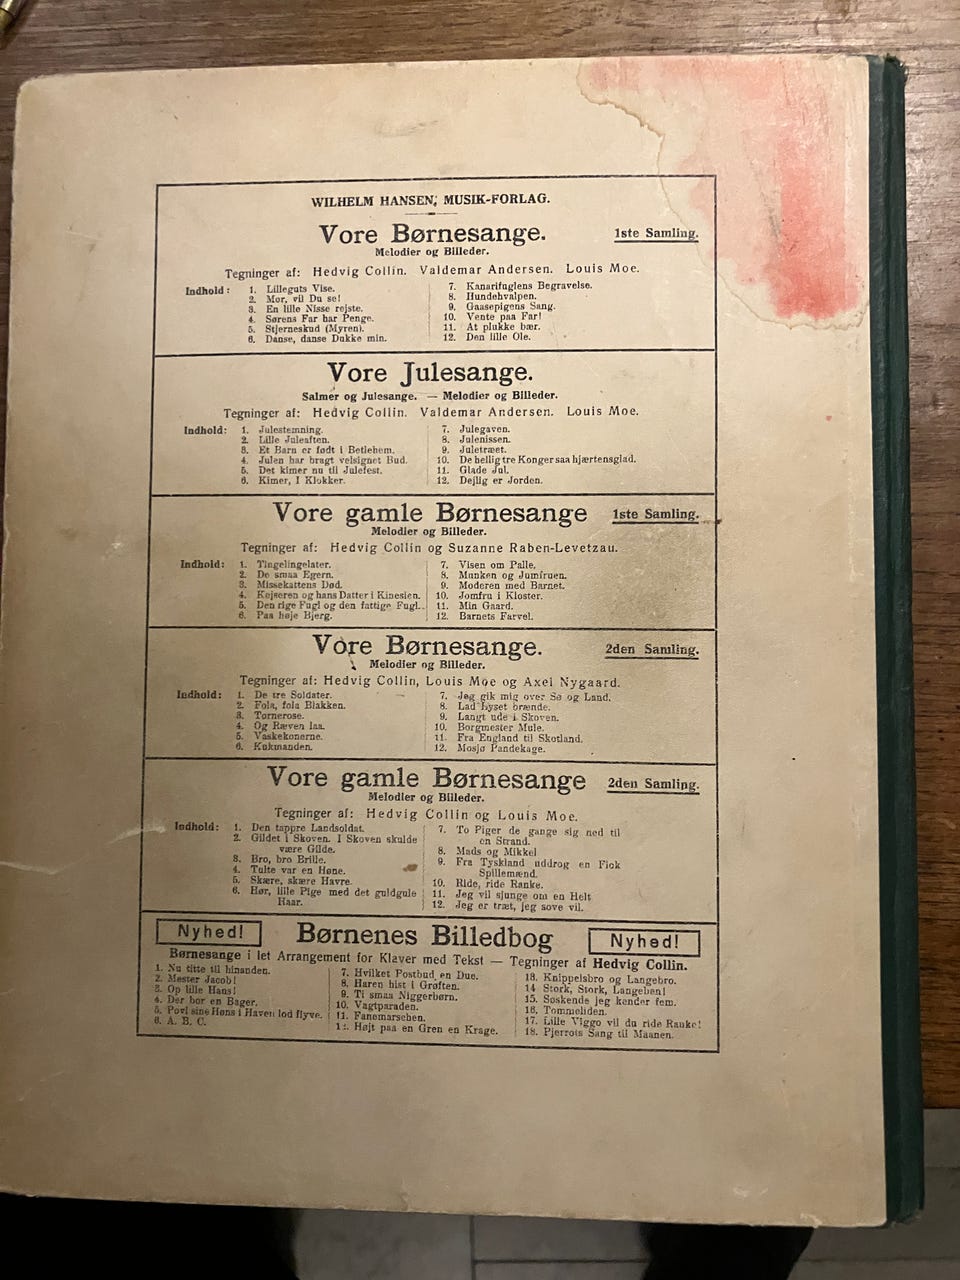 WILHELM HANSEN, MUSIK-FORLAG.
Vore Børnesange. 1ste Samling.
Melodier og Billeder.
Tegninger af: Hedvig Collin. Valdemar Andersen. Louis Moe.
Indhold:
1. Lilleguts Vise.
2. Mor, vil Du se!
3. En lille Nisse rejste.
4. Sørens Far har Penge.
5. Stjerneskud (Myren).
6. Danse, danse Dukke min.
7. Kanarifuglens Begravelse.
8. Hundehvalpen.
9. Gaasepigens Sang.
10. Vente paa Far!
11. At plukke bær.
12. Den lille Ole.
Vore Julesange.
Salmer og Julesange. — Melodier og Billeder.
Tegninger af: Hedvig Collin. Valdemar Andersen. Louis Moe.
Indhold:
1. Julestemning.
2. Lille Juleaften.
3. Et Barn er født i Betlehem.
4. Julen har bragt velsignet Bud.
5. Det kimer nu til Julefest.
6. Kimer, I Klokker.
7. Julegaven.
8. Julenissen.
9. Juletræet.
10. De hellig tre Konger saa hjærtensglad.
11. Glade Jul.
12. Dejlig er Jorden.
Vore gamle Børnesange 1ste Samling.
Melodier og Billeder.
Tegninger af: Hedvig Collin og Suzanne Raben-Levetzau.
Indhold:
1. Tingelingelater.
2. De smaa Egern.
3. Missekattens Død.
4. Kejseren og hans Datter i Kinesien.
5. Den rige Fugl og den fattige Fugl.
6. Paa høje Bjerg.
7. Visen om Palle.
8. Munken og Jumfruen.
9. Moderen med Barnet.
10. Jomfru i Kloster.
11. Min Gaard.
12. Barnets Farvel.
Vore Børnesange. 2den Samling.
Melodier og Billeder.
Tegninger af: Hedvig Collin, Louis Moe og Axel Nygaard.
Indhold:
1. De tre Soldater.
2. Fola, fola Blakken.
3. Tornerose.
4. Og Ræven laa.
5. Vaskekonerne.
6. Kukmanden.
7. Jeg gik mig over Sø og Land.
8. Lad Lyset brænde.
9. Langt ude i Skoven.
10. Borgmester Mule.
11. Fra England til Skotland.
12. Mosjø Pandekage.
Vore gamle Børnesange 2den Samling.
Melodier og Billeder.
Tegninger af: Hedvig Collin og Louis Moe.
Indhold:
1. Den tappre Landsoldat.
2. Gildet i Skoven. I Skoven skulde
være Gilde.
3. Bro, bro Brille.
4. Tulte var en Høne.
5. Skære, skære Havre.
6. Hør, lille Pige med det guldgule
Haar.
7. To Piger de gange sig ned til
en Strand.
8. Mads og Mikkel
9. Fra Tyskland uddrog en Flok
Spillemænd.
10. Ride, ride Ranke.
11. Jeg vil sjunge om en Helt
12. Jeg er træt, jeg sove vil.
Nyhed! Børnenes Billedbog Nyhed!
Børnesange i let Arrangement for Klaver med Tekst — Tegninger af Hedvig Collin.
1. Nu titte til hinanden.
2. Mester Jacob!
3. Op lille Hans!
4. Der bor en Bager.
5. Povl sine Høns i Haven lod flyve.
6. A. B. C.
7. Hvilket Postbud en Due.
8. Haren hist i Grøften.
9. Ti smaa Niggerbørn.
10. Vagtparaden.
11. Fanemarschen.
12. Højt paa en Gren en Krage.
13. Knippelsbro og Langebro.
14 Stork, Stork, Langeben!
15. Søskende jeg kender fem.
16. Tommeliden.
17. Lille Viggo vil du ride Ranke!
18. Pjerrots Sang til Maanen.